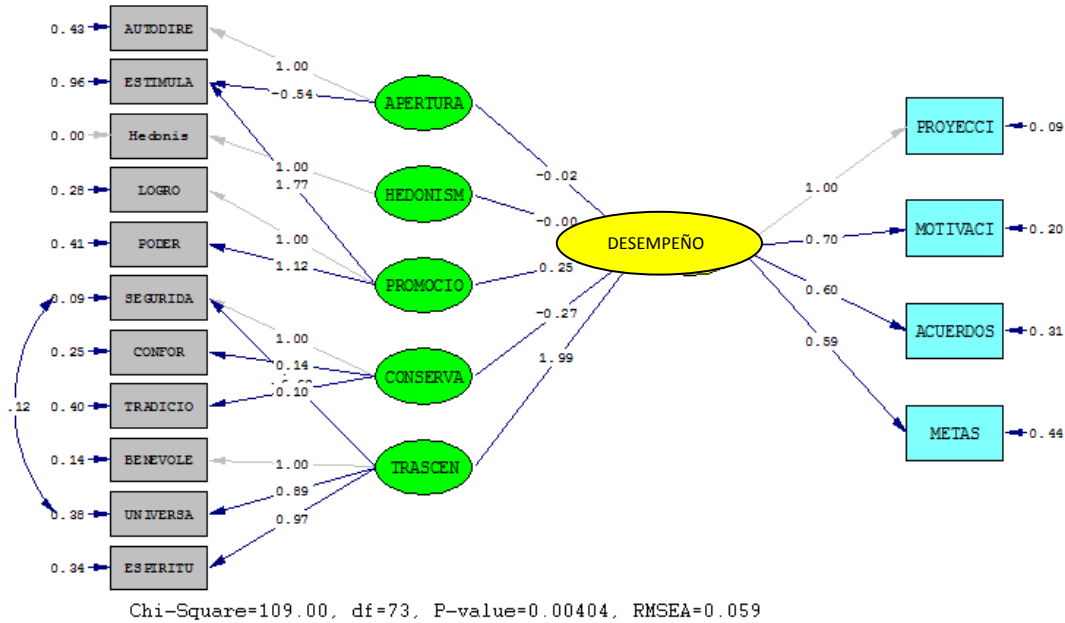 0.43 AUTODIRE
0.96 ESTIMULA
0.00 Hedonis
0.28 LOGRO
0.41 PODER
0.09 SEGURIDA
0.25 CONFOR
0.40 TRADICIO
0.14 BENEVOLE
0.38 UNIVERSA
0.34 ESPIRITU
.12
1.00
-0.54
1.00
1.77
1.00
1.12
1.00
0.14
0.10
1.00
0.89
0.97
APERTURA
HEDONISM
PROMOCIO
CONSERVA
TRASCEN
-0.02
-0.00
0.25
-0.27
1.99
DESEMPEÑO
1.00
0.70
0.60
0.59
PROYECCI 0.09
MOTIVACI 0.20
ACUERDOS 0.31
METAS 0.44
Chi-Square=109.00, df=73, P-value=0.00404, RMSEA=0.059